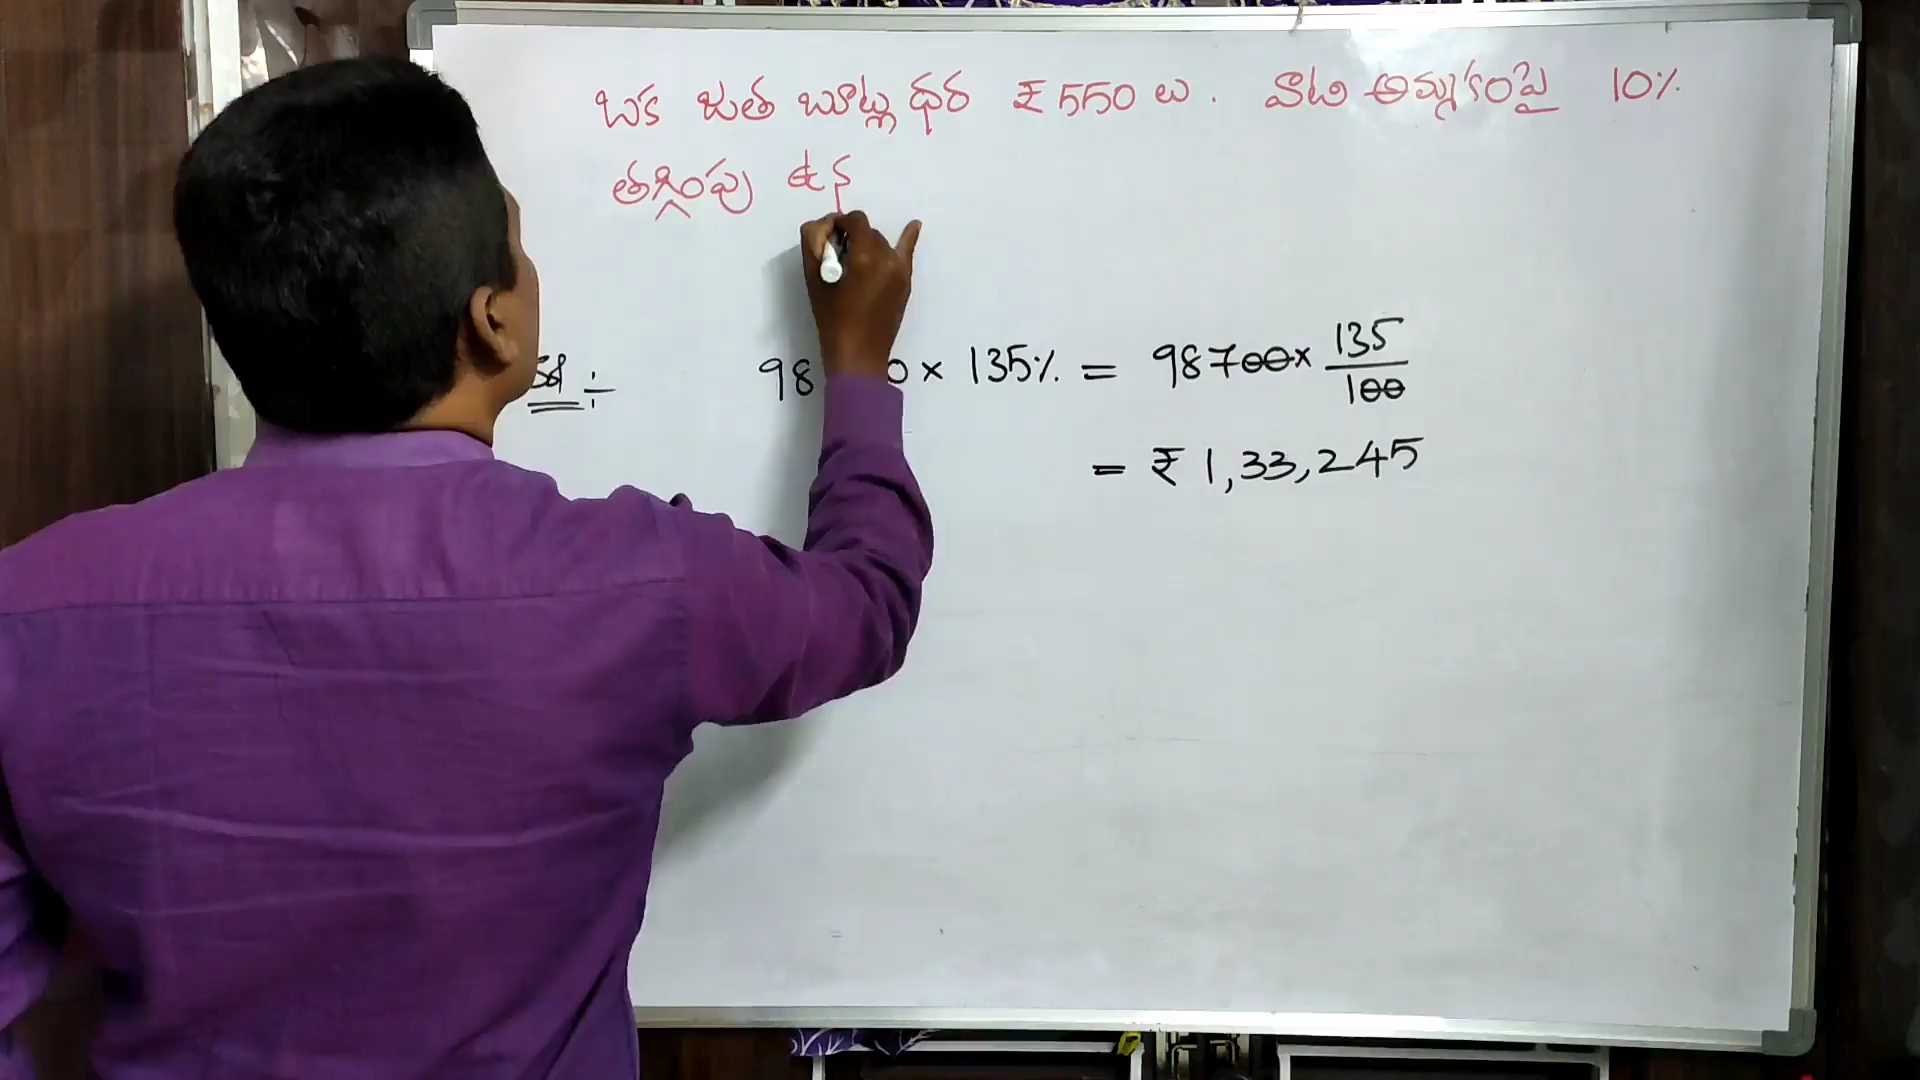 ఒక జత బూట్లు ధర ₹550 లు. వాటి అమ్మకంపై 10%
తగ్గింపు ఉన
98 0 × 135% = 98700 × 135/100
= ₹ 1,33,245